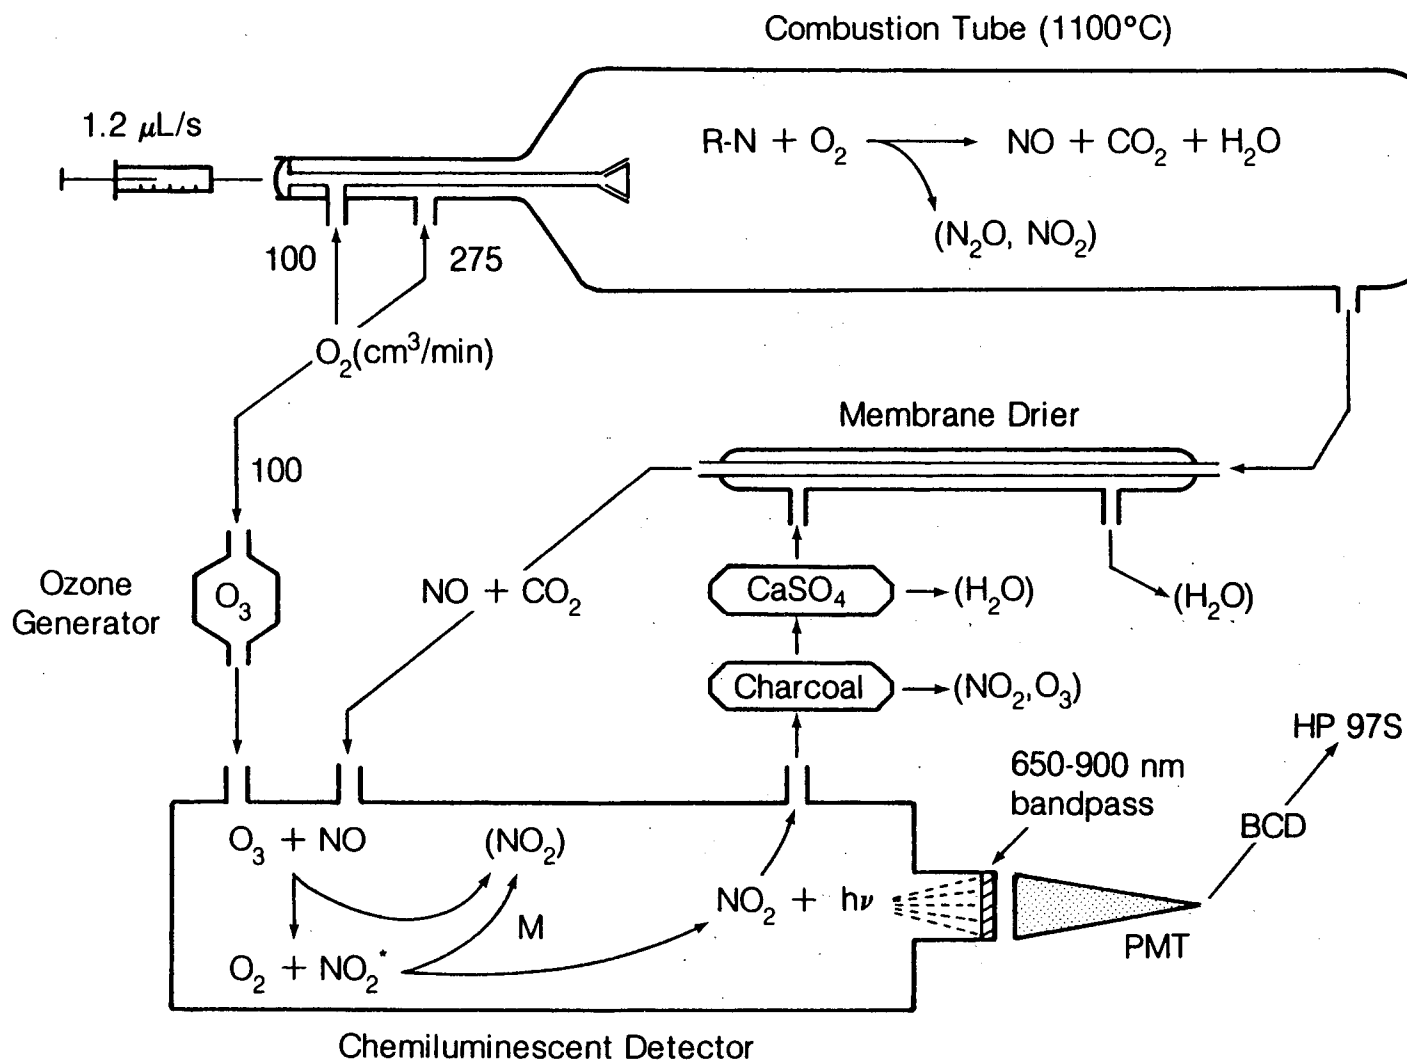 Combustion Tube (1100°C)
1.2 μL/s
R-N + O₂ → NO + CO₂ + H₂O
(N₂O, NO₂)
100
275
O₂(cm³/min)
Membrane Drier
100
Ozone
Generator
O₃
NO + CO₂
CaSO₄ → (H₂O)
(H₂O)
Charcoal → (NO₂,O₃)
HP 97S
650-900 nm
bandpass
BCD
O₃ + NO
(NO₂)
NO₂ + hν
M
PMT
O₂ + NO₂*
Chemiluminescent Detector